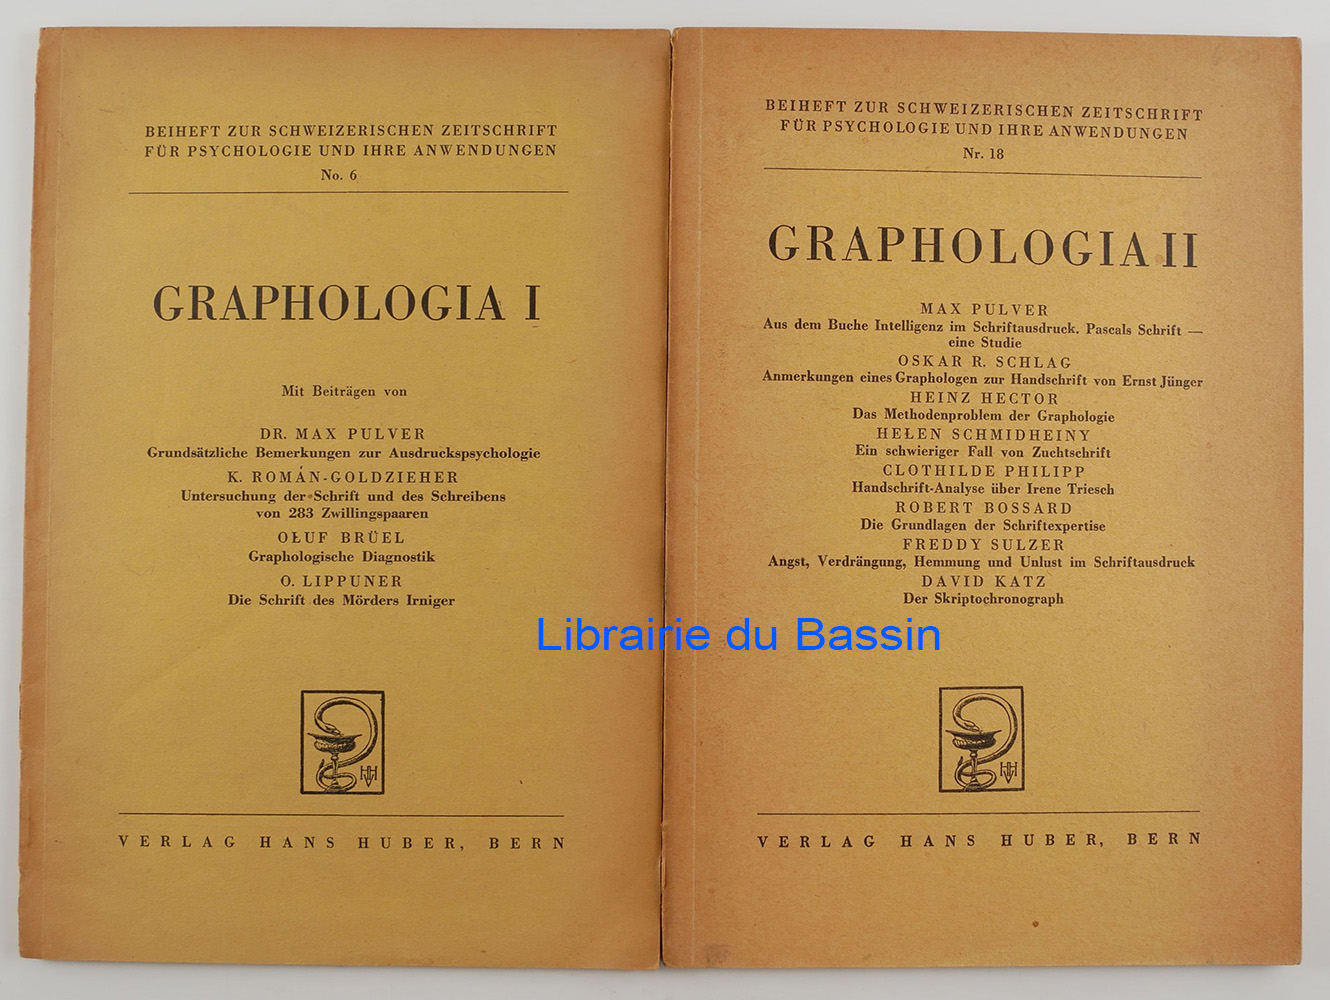 BEIHEFT ZUR SCHWEIZERISCHEN ZEITSCHRIFT
FÜR PSYCHOLOGIE UND IHRE ANWENDUNGEN
No. 6
GRAPHOLOGIA I
Mit Beiträgen von
DR. MAX PULVER
Grundsätzliche Bemerkungen zur Ausdruckspsychologie
K. ROMÁN-GOLDZIEHER
Untersuchung der Schrift und des Schreibens
von 283 Zwillingspaaren
OLUF BRÜEL
Graphologische Diagnostik
O. LIPPUNER
Die Schrift des Mörders Irniger
VERLAG HANS HUBER, BERN
BEIHEFT ZUR SCHWEIZERISCHEN ZEITSCHRIFT
FÜR PSYCHOLOGIE UND IHRE ANWENDUNGEN
Nr. 18
GRAPHOLOGIA II
MAX PULVER
Aus dem Buche Intelligenz im Schriftausdruck. Pascals Schrift —
eine Studie
OSKAR R. SCHLAG
Anmerkungen eines Graphologen zur Handschrift von Ernst Jünger
HEINZ HECTOR
Das Methodenproblem der Graphologie
HELEN SCHMIDHEINY
Ein schwieriger Fall von Zuchtschrift
CLOTHILDE PHILIPP
Handschrift-Analyse über Irene Triesch
ROBERT BOSSARD
Die Grundlagen der Schriftexpertise
FREDDY SULZER
Angst, Verdrängung, Hemmung und Unlust im Schriftausdruck
DAVID KATZ
Der Skriptochronograph
VERLAG HANS HUBER, BERN
Librairie du Bassin